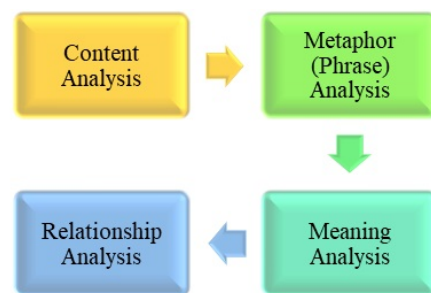 Content
Analysis
Metaphor
(Phrase)
Analysis
Meaning
Analysis
Relationship
Analysis